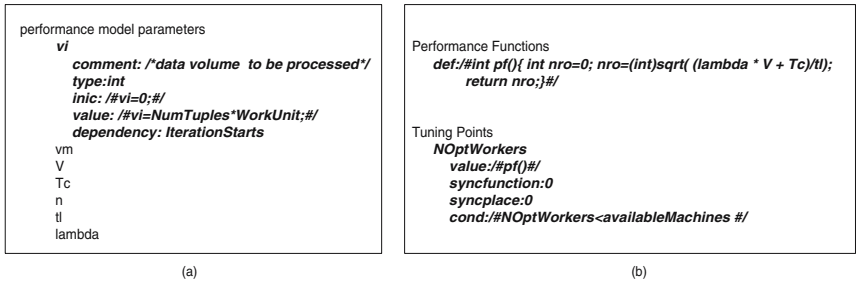 performance model parameters
vi
comment: /*data volume to be processed*/
type:int
inic: /#vi=0;#/
value: /#vi=NumTuples*WorkUnit;#/
dependency: IterationStarts
vm
V
Tc
n
tl
lambda
(a)
Performance Functions
def:/#int pf(){ int nro=0; nro=(int)sqrt( (lambda * V + Tc)/tl);
return nro;}#/
Tuning Points
NOptWorkers
value:/#pf()#/
syncfunction:0
syncplace:0
cond:/#NOptWorkers<availableMachines #/
(b)